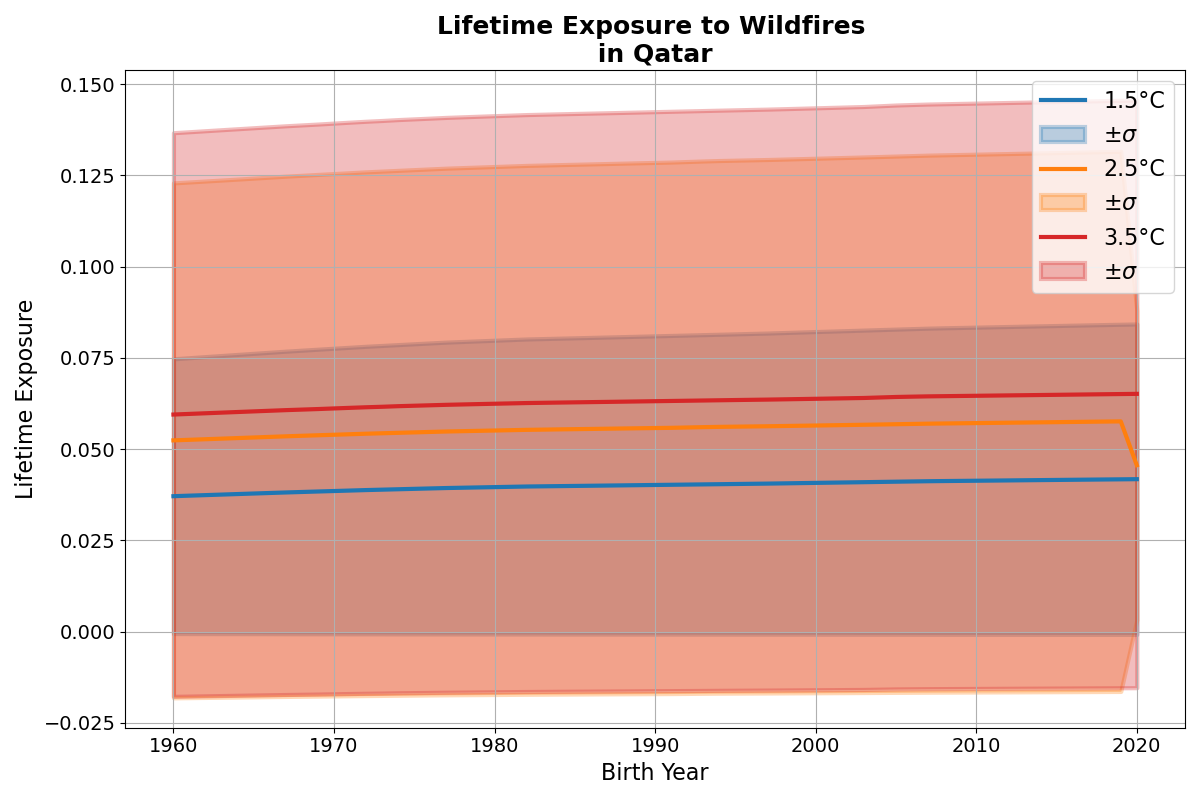 Lifetime Exposure to Wildfires
in Qatar
0.150
0.125
0.100
0.075
0.050
0.025
0.000
−0.025
Lifetime Exposure
1.5°C
±σ
2.5°C
±σ
3.5°C
±σ
1960 1970 1980 1990 2000 2010 2020
Birth Year